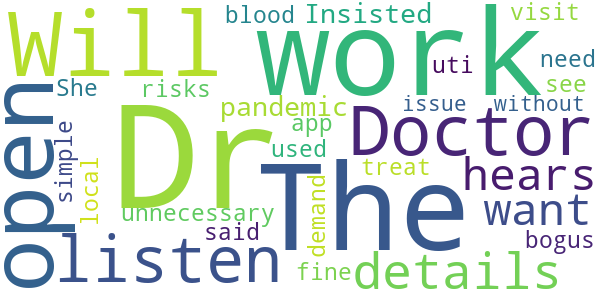 Will
blood
Insisted
visit
work
uti
need
open
She
risks
see
pandemic
issue
without
Dr
app
Doctor
simple
used
The
treat
hears
local
demand
want
unnecessary
said
bogus
listen
fine
details